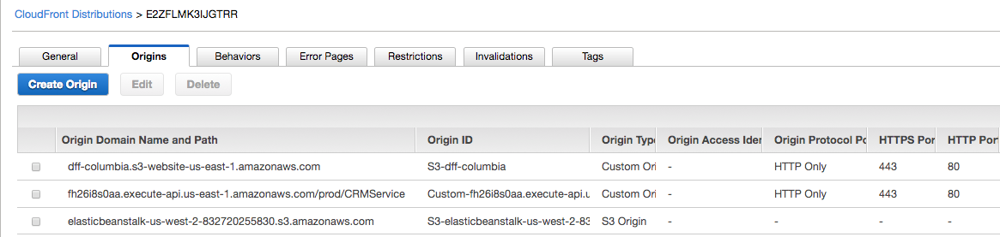 CloudFront Distributions > E2ZFLMK3IJGTRR
General Origins Behaviors Error Pages Restrictions Invalidations Tags
Create Origin Edit Delete
Origin Domain Name and Path Origin ID Origin Type Origin Access Iden Origin Protocol Po HTTPS Por HTTP Port
dff-columbia.s3-website-us-east-1.amazonaws.com S3-dff-columbia Custom Ori - HTTP Only 443 80
fh26i8s0aa.execute-api.us-east-1.amazonaws.com/prod/CRMService Custom-fh26i8s0aa.execute-api.u Custom Ori - HTTP Only 443 80
elasticbeanstalk-us-west-2-832720255830.s3.amazonaws.com S3-elasticbeanstalk-us-west-2-83 S3 Origin - - - -